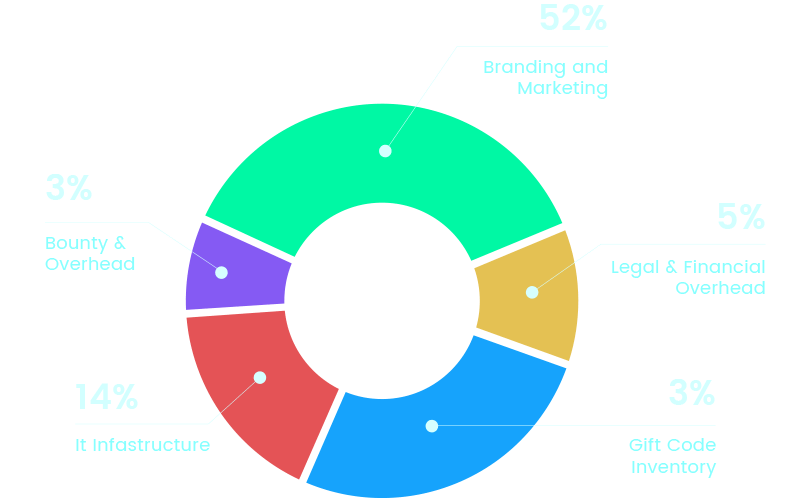 52%
Branding and
Marketing
3%
Bounty &
Overhead
5%
Legal & Financial
Overhead
14%
It Infastructure
3%
Gift Code
Inventory